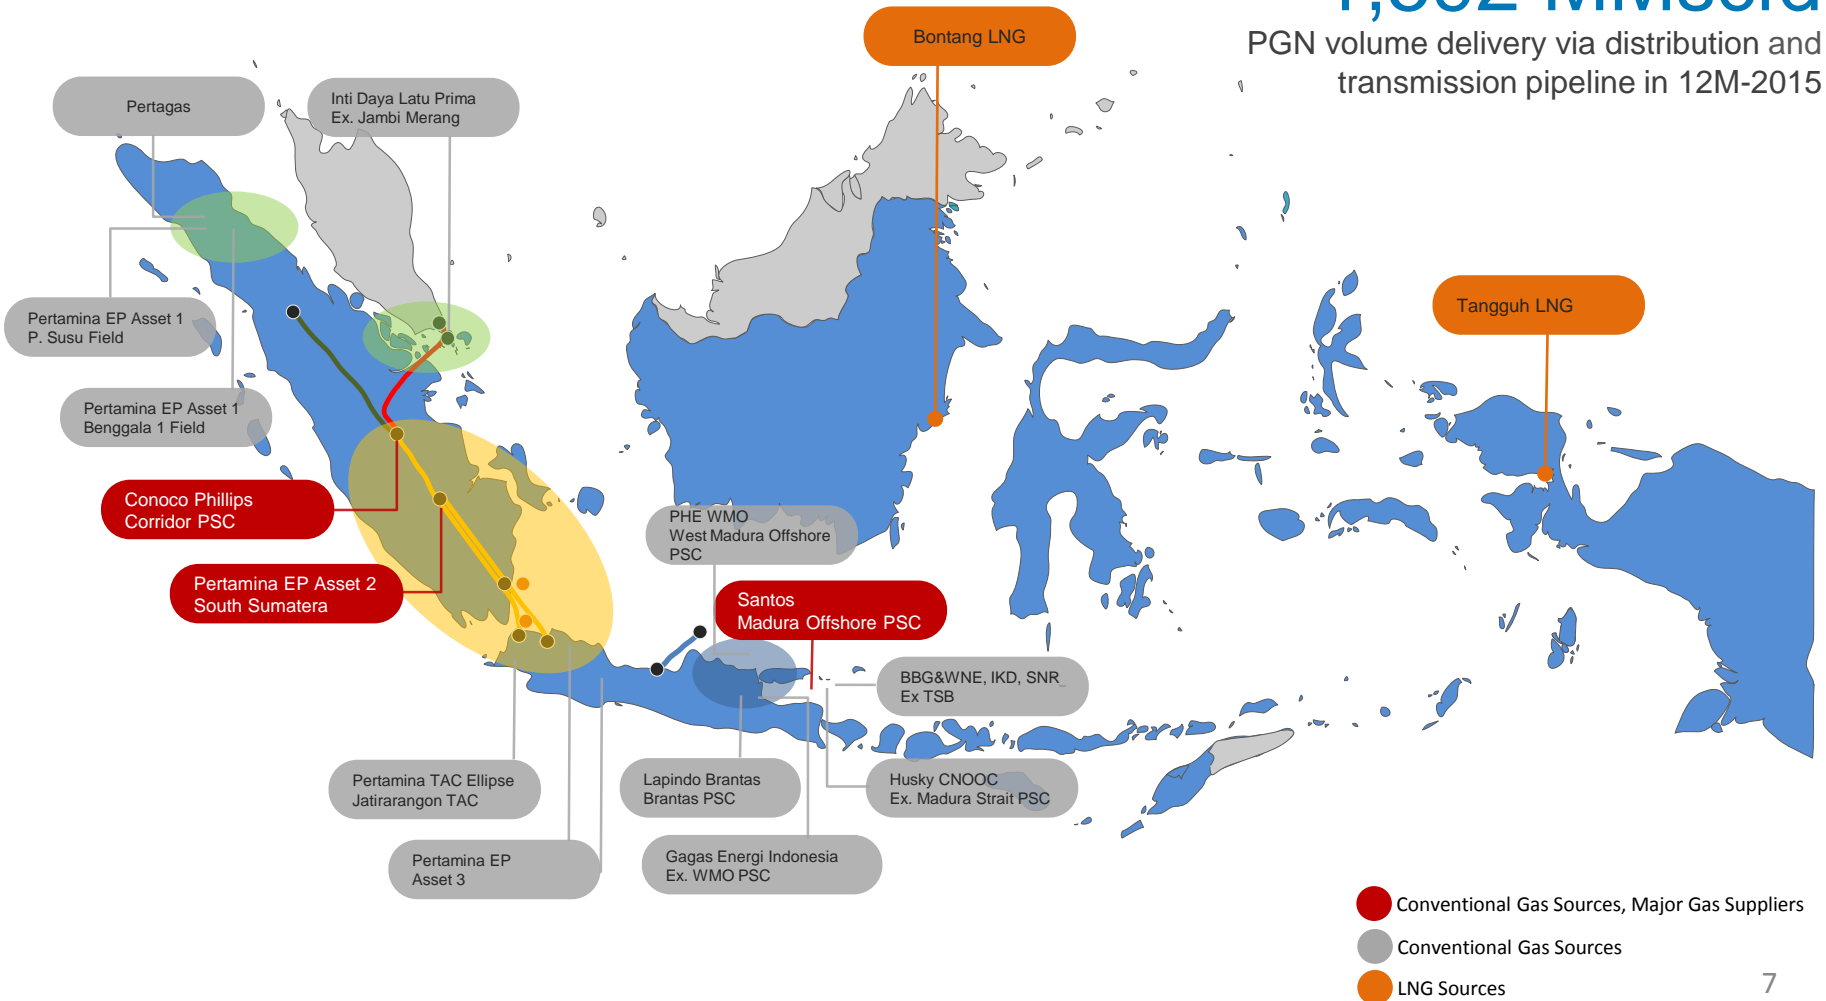 PGN volume delivery via distribution and
transmission pipeline in 12M-2015
Bontang LNG
Pertagas
Inti Daya Latu Prima
Ex. Jambi Merang
Tangguh LNG
Pertamina EP Asset 1
P. Susu Field
Pertamina EP Asset 1
Benggala 1 Field
Conoco Phillips
Corridor PSC
PHE WMO
West Madura Offshore
PSC
Pertamina EP Asset 2
South Sumatera
Santos
Madura Offshore PSC
BBG&WNE, IKD, SNR_
Ex TSB
Pertamina TAC Ellipse
Jatirarangon TAC
Lapindo Brantas
Brantas PSC
Husky CNOOC
Ex. Madura Strait PSC
Pertamina EP
Asset 3
Gagas Energi Indonesia
Ex. WMO PSC
Conventional Gas Sources, Major Gas Suppliers
Conventional Gas Sources
LNG Sources
7